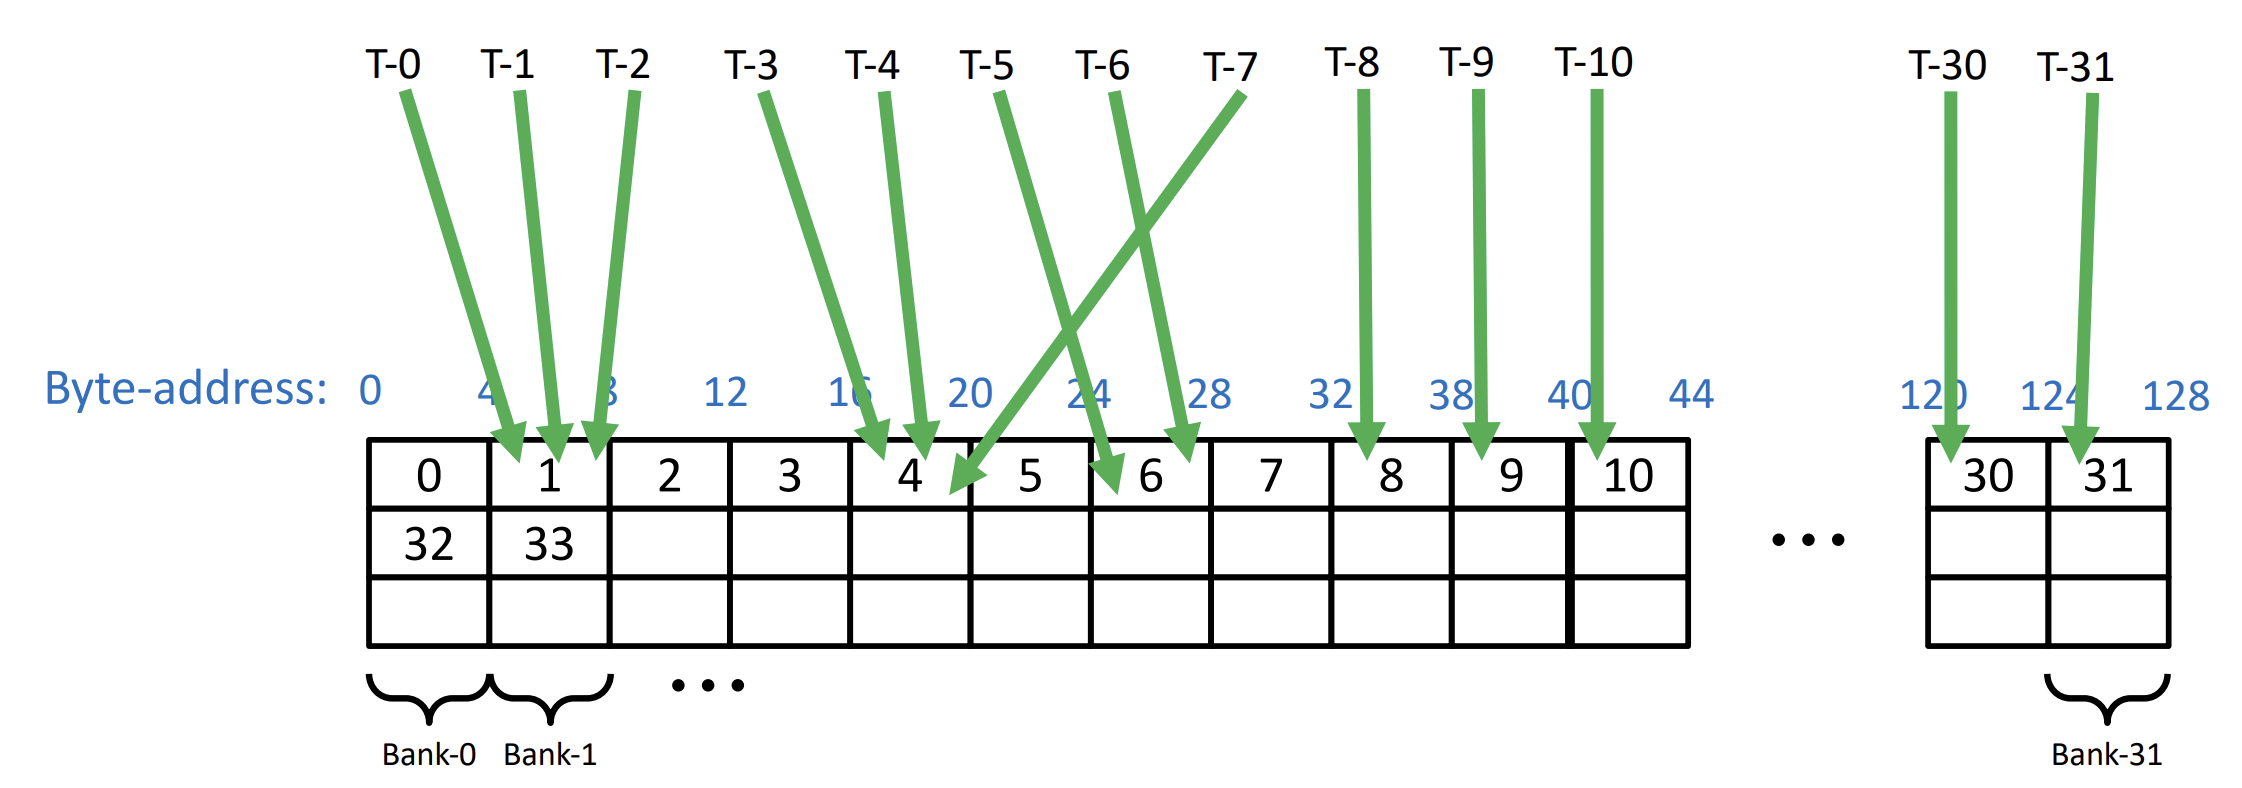 T-0 T-1 T-2 T-3 T-4 T-5 T-6 T-7 T-8 T-9 T-10 T-30 T-31
Byte-address: 0 4 8 12 16 20 24 28 32 38 40 44 120 124 128
0 1 2 3 4 5 6 7 8 9 10 30 31
32 33
Bank-0 Bank-1 Bank-31